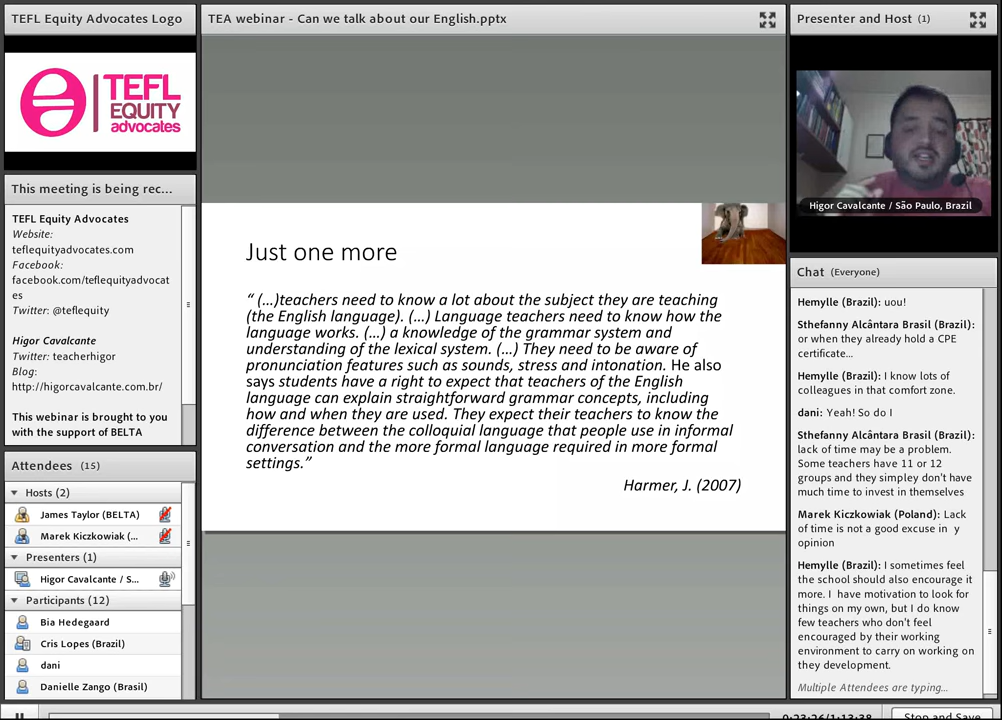 TEFL Equity Advocates Logo
TEFL
EQUITY
advocates
This meeting is being rec...
TEFL Equity Advocates
Website:
teflequityadvocates.com
Facebook:
facebook.com/teflequityadvocat
es
Twitter: @teflequity
Higor Cavalcante
Twitter: teacherhigor
Blog:
http://higorcavalcante.com.br/
This webinar is brought to you
with the support of BELTA
Attendees (15)
Hosts (2)
James Taylor (BELTA)
Marek Kiczkowiak (...
Presenters (1)
Higor Cavalcante / S...
Participants (12)
Bia Hedegaard
Cris Lopes (Brazil)
dani
Danielle Zango (Brasil)
TEA webinar - Can we talk about our English.pptx
Just one more
“ (...)teachers need to know a lot about the subject they are teaching
(the English language). (...) Language teachers need to know how the
language works. (...) a knowledge of the grammar system and
understanding of the lexical system. (...) They need to be aware of
pronunciation features such as sounds, stress and intonation. He also
says students have a right to expect that teachers of the English
language can explain straightforward grammar concepts, including
how and when they are used. They expect their teachers to know the
difference between the colloquial language that people use in informal
conversation and the more formal language required in more formal
settings.”
Harmer, J. (2007)
Presenter and Host (1)
Higor Cavalcante / São Paulo, Brazil
Chat (Everyone)
Hemylle (Brazil): uou!
Sthefanny Alcântara Brasil (Brazil):
or when they already hold a CPE
certificate...
Hemylle (Brazil): I know lots of
colleagues in that comfort zone.
dani: Yeah! So do I
Sthefanny Alcântara Brasil (Brazil):
lack of time may be a problem.
Some teachers have 11 or 12
groups and they simpley don't have
much time to invest in themselves
Marek Kiczkowiak (Poland): Lack
of time is not a good excuse in y
opinion
Hemylle (Brazil): I sometimes feel
the school should also encourage it
more. I have motivation to look for
things on my own, but I do know
few teachers who don't feel
encouraged by their working
environment to carry on working on
they development.
Multiple Attendees are typing...
0:23:26/1:13:38
Stop and Save